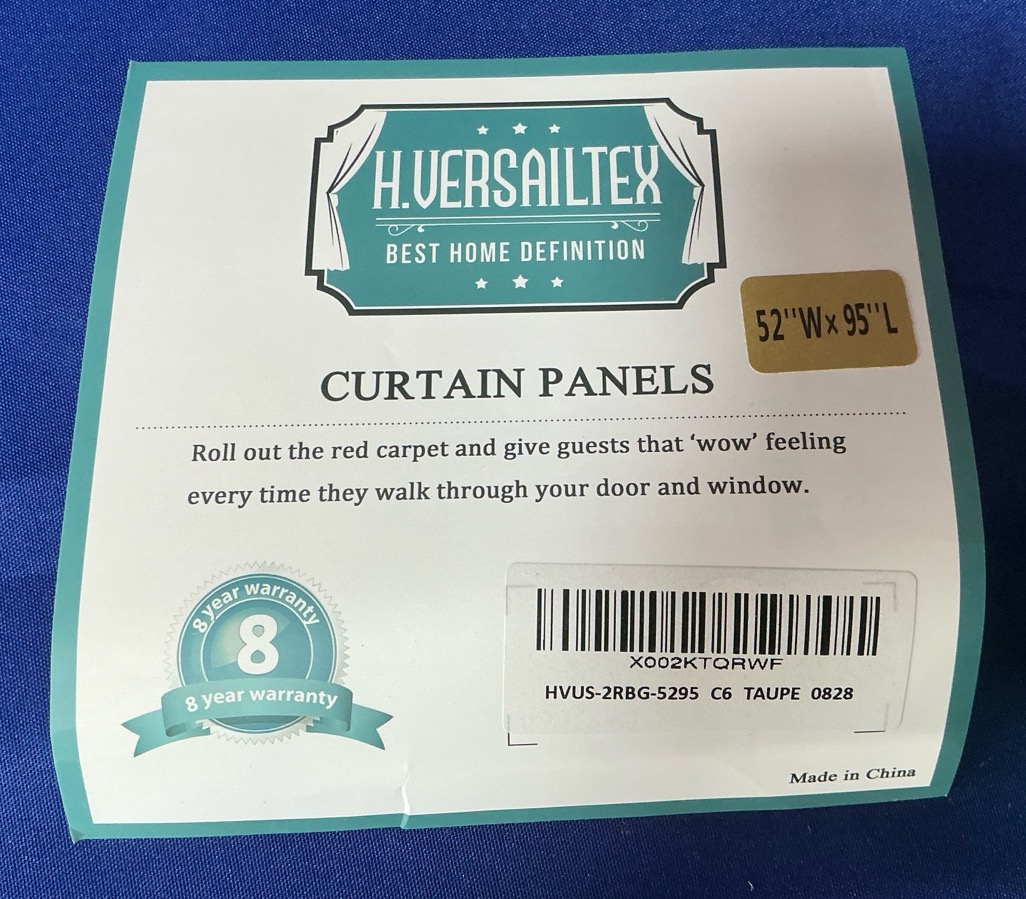 H.VERSAILTEX
BEST HOME DEFINITION
52''W x 95''L
CURTAIN PANELS
Roll out the red carpet and give guests that ‘wow’ feeling
every time they walk through your door and window.
8 year warranty
8
8 year warranty
X002KTQRWF
HVUS-2RBG-5295 C6 TAUPE 0828
Made in China